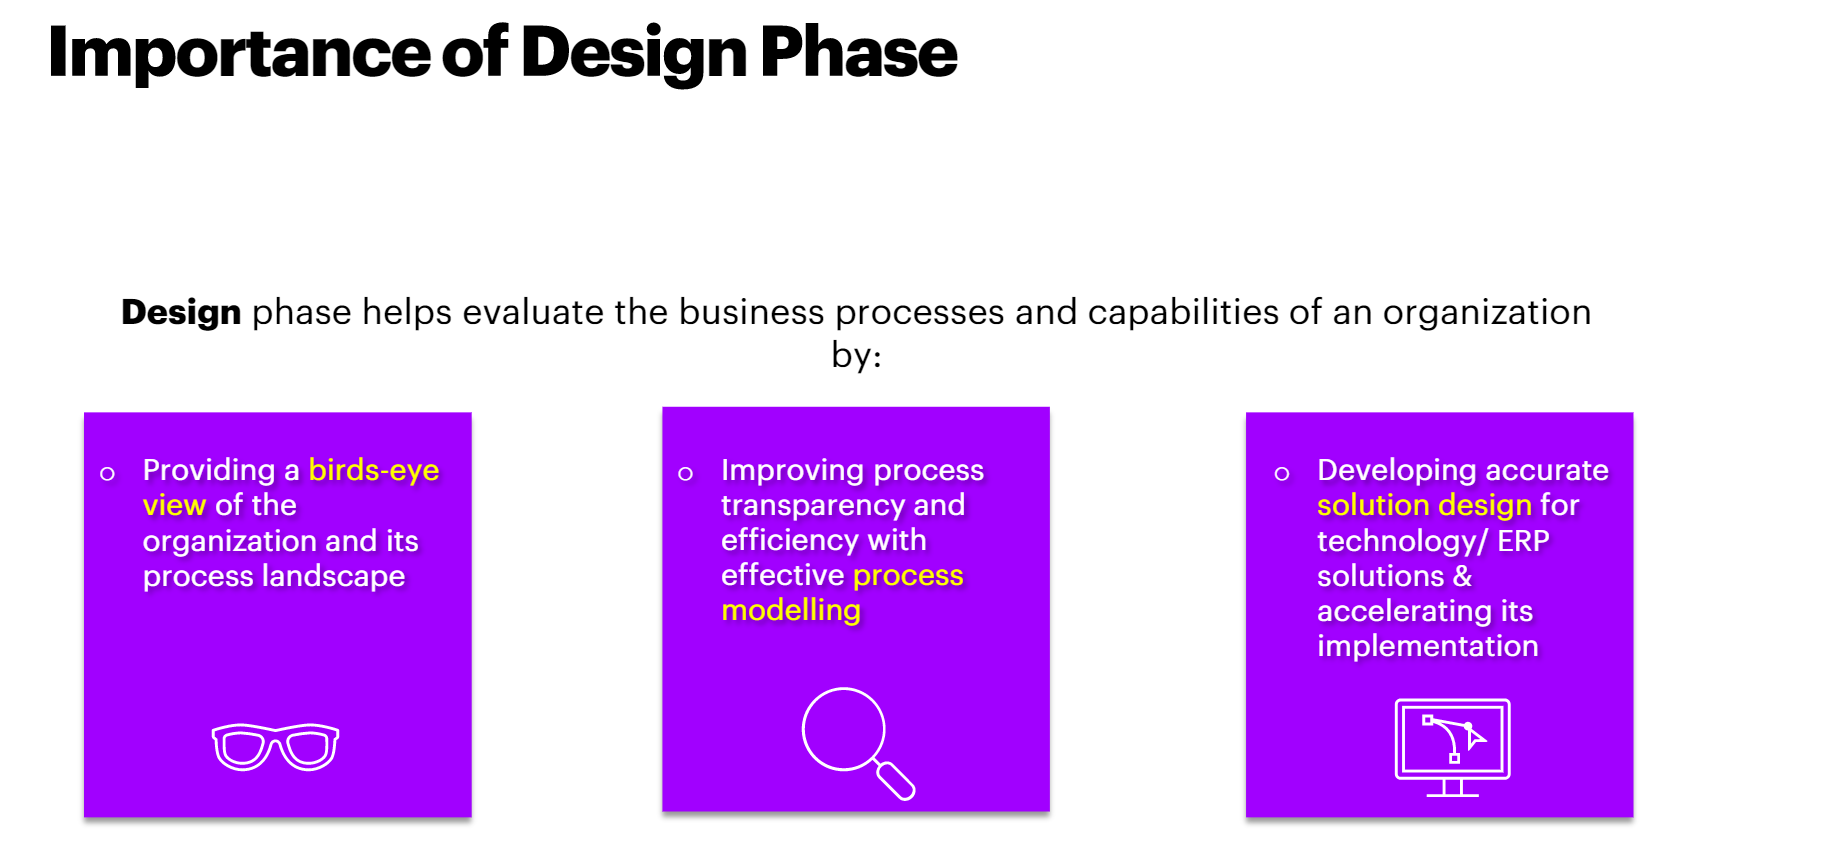 Importance of Design Phase
Design phase helps evaluate the business processes and capabilities of an organization
by:
○ Providing a birds-eye
view of the
organization and its
process landscape
○ Improving process
transparency and
efficiency with
effective process
modelling
○ Developing accurate
solution design for
technology/ ERP
solutions &
accelerating its
implementation